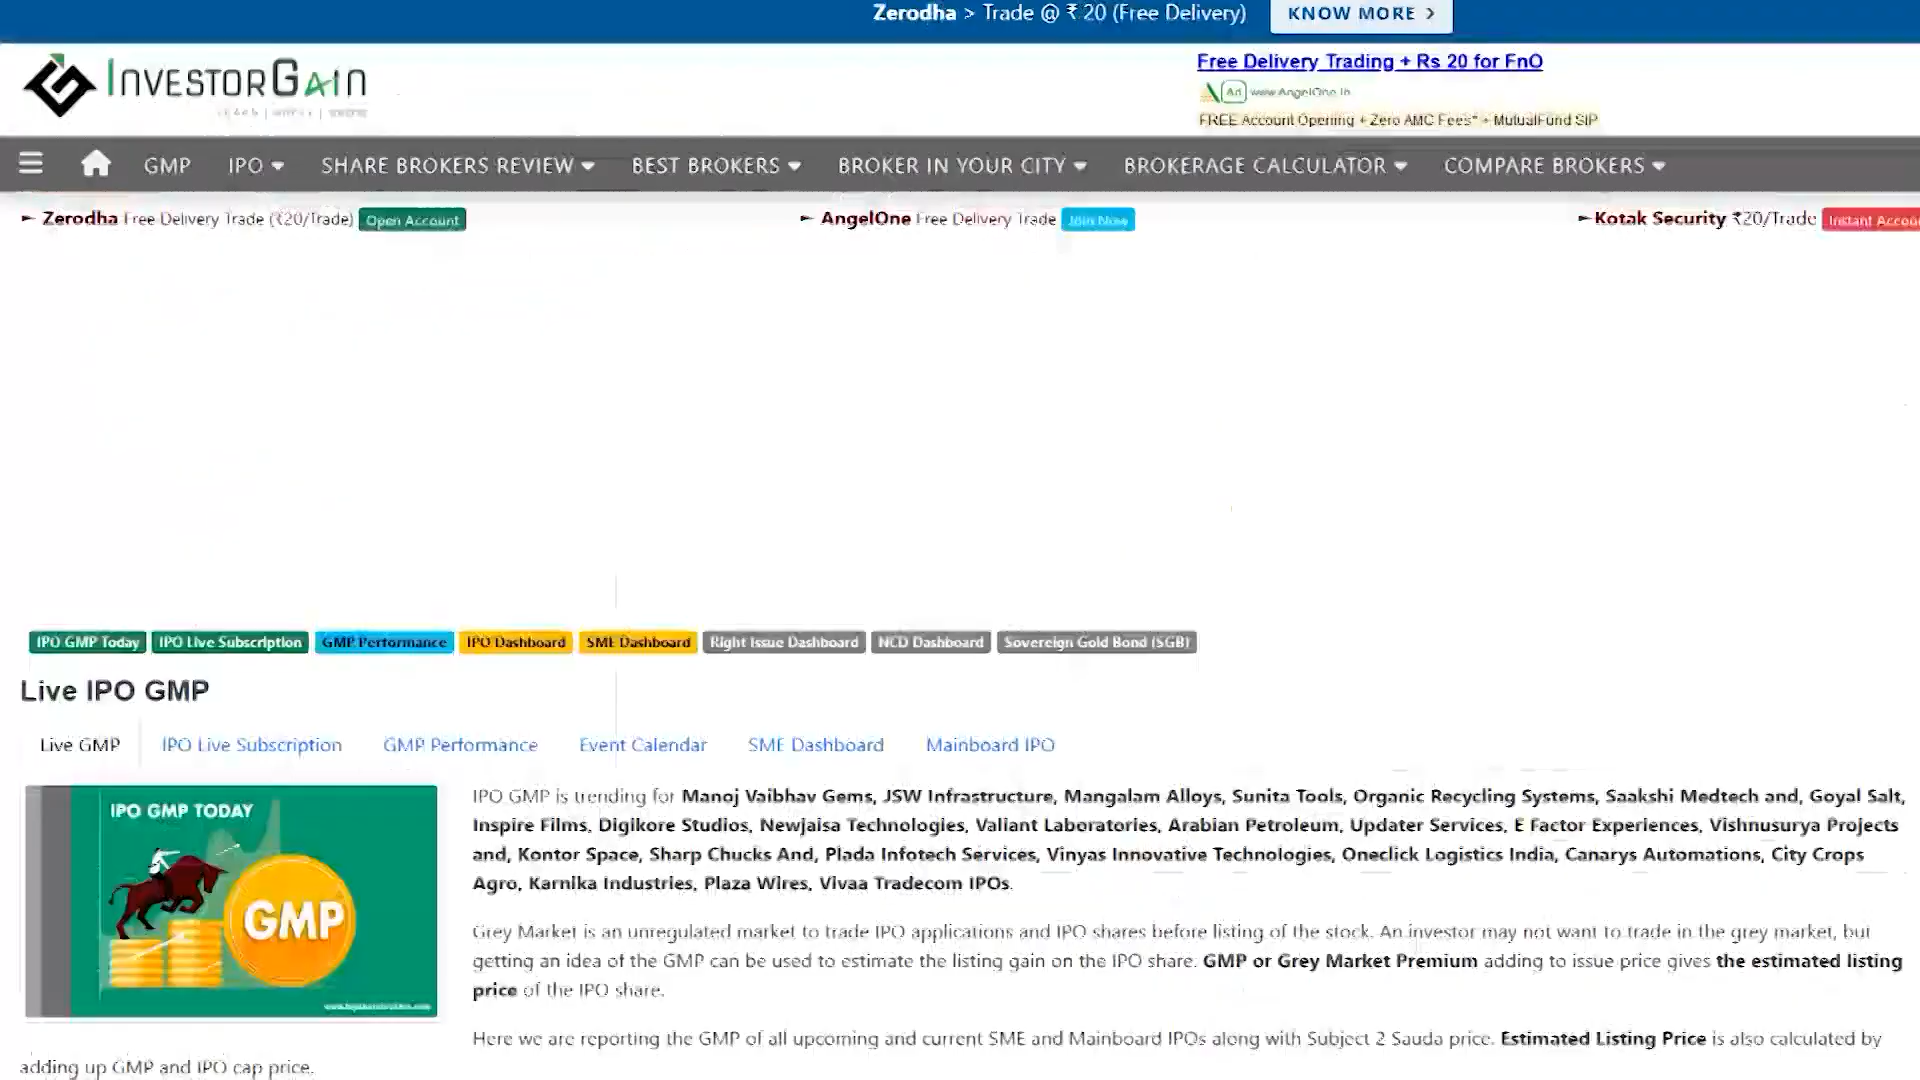 Zerodha > Trade @ ₹ 20 (Free Delivery) KNOW MORE
INVESTORGAIN
Free Delivery Trading + Rs 20 for FnO
Ad www.AngelOne.in
FREE Account Opening + Zero AMC Fees* + MutualFund SIP
GMP IPO SHARE BROKERS REVIEW BEST BROKERS BROKER IN YOUR CITY BROKERAGE CALCULATOR COMPARE BROKERS
Zerodha Free Delivery Trade (₹20/Trade) Open Account AngelOne Free Delivery Trade Join Now Kotak Security ₹20/Trade Instant Accou
IPO GMP Today IPO Live Subscription GMP Performance IPO Dashboard SME Dashboard Right Issue Dashboard NCD Dashboard Sovereign Gold Bond (SGB)
Live IPO GMP
Live GMP IPO Live Subscription GMP Performance Event Calendar SME Dashboard Mainboard IPO
IPO GMP TODAY
GMP
IPO GMP is trending for Manoj Vaibhav Gems, JSW Infrastructure, Mangalam Alloys, Sunita Tools, Organic Recycling Systems, Saakshi Medtech and, Goyal Salt,
Inspire Films, Digikore Studios, Newjaisa Technologies, Valiant Laboratories, Arabian Petroleum, Updater Services, E Factor Experiences, Vishnusurya Projects
and, Kontor Space, Sharp Chucks And, Plada Infotech Services, Vinyas Innovative Technologies, Oneclick Logistics India, Canarys Automations, City Crops
Agro, Karnika Industries, Plaza Wires, Vivaa Tradecom IPOs.
Grey Market is an unregulated market to trade IPO applications and IPO shares before listing of the stock. An investor may not want to trade in the grey market, but
getting an idea of the GMP can be used to estimate the listing gain on the IPO share. GMP or Grey Market Premium adding to issue price gives the estimated listing
price of the IPO share.
Here we are reporting the GMP of all upcoming and current SME and Mainboard IPOs along with Subject 2 Sauda price. Estimated Listing Price is also calculated by
adding up GMP and IPO cap price.